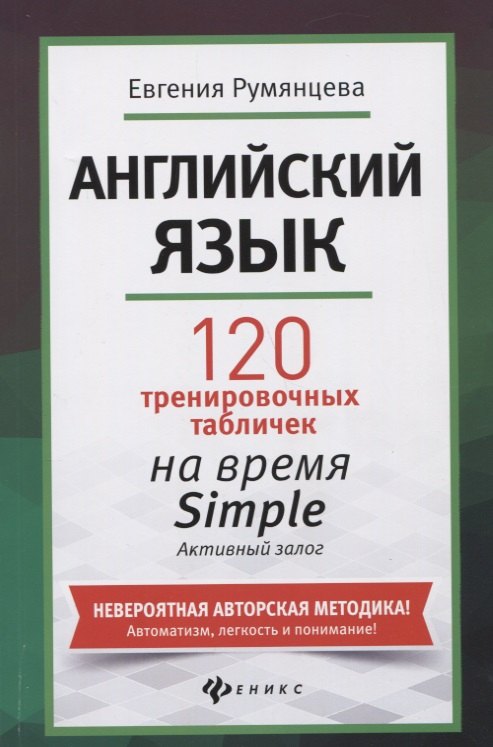 Евгения Румянцева
АНГЛИЙСКИЙ
ЯЗЫК
120
тренировочных
табличек
на время
Simple
Активный залог
НЕВЕРОЯТНАЯ АВТОРСКАЯ МЕТОДИКА!
Автоматизм, легкость и понимание!
ФЕНИКС